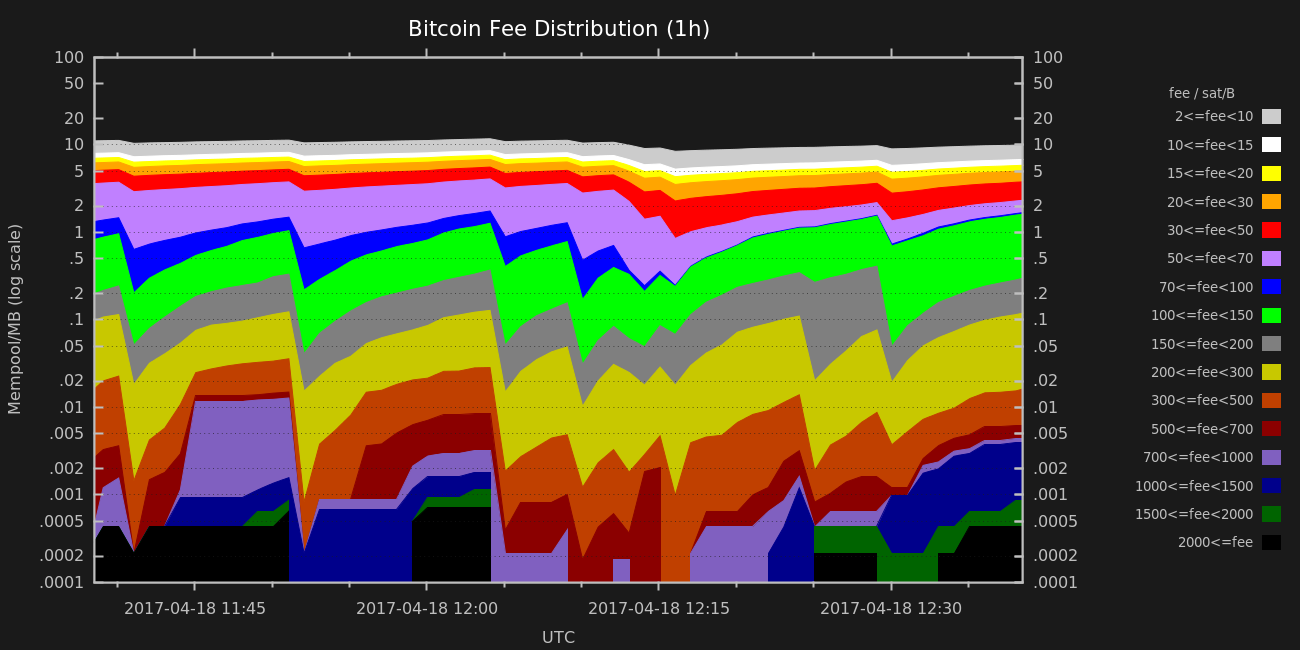 Bitcoin Fee Distribution (1h)
Mempool/MB (log scale)
100
50
20
10
5
2
1
.5
.2
.1
.05
.02
.01
.005
.002
.001
.0005
.0002
.0001
100
50
20
10
5
2
1
.5
.2
.1
.05
.02
.01
.005
.002
.001
.0005
.0002
.0001
2017-04-18 11:45
2017-04-18 12:00
2017-04-18 12:15
2017-04-18 12:30
UTC
fee / sat/B
2<=fee<10
10<=fee<15
15<=fee<20
20<=fee<30
30<=fee<50
50<=fee<70
70<=fee<100
100<=fee<150
150<=fee<200
200<=fee<300
300<=fee<500
500<=fee<700
700<=fee<1000
1000<=fee<1500
1500<=fee<2000
2000<=fee